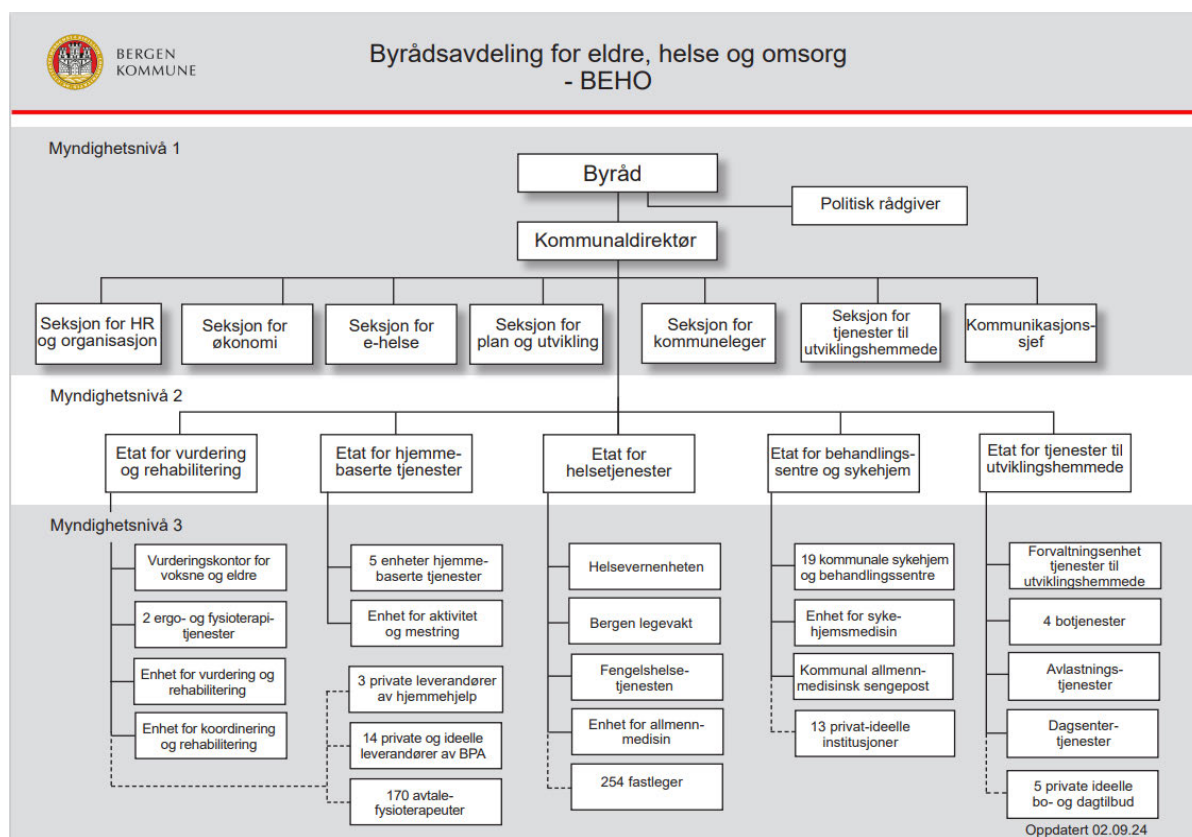 BERGEN
KOMMUNE
Byrådsavdeling for eldre, helse og omsorg
- BEHO
Myndighetsnivå 1
Byråd
Politisk rådgiver
Kommunaldirektør
Seksjon for HR
og organisasjon
Seksjon for
økonomi
Seksjon for
e-helse
Seksjon for
plan og utvikling
Seksjon for
kommuneleger
Seksjon for
tjenester til
utviklingshemmede
Kommunikasjons-
sjef
Myndighetsnivå 2
Etat for vurdering
og rehabilitering
Etat for hjemme-
baserte tjenester
Etat for
helsetjenester
Etat for behandlings-
sentre og sykehjem
Etat for tjenester til
utviklingshemmede
Myndighetsnivå 3
Vurderingskontor for
voksne og eldre
2 ergo- og fysioterapi-
tjenester
Enhet for vurdering og
rehabilitering
Enhet for koordinering
og rehabilitering
5 enheter hjemme-
baserte tjenester
Enhet for aktivitet
og mestring
3 private leverandører
av hjemmehjelp
14 private og ideelle
leverandører av BPA
170 avtale-
fysioterapeuter
Helsevernenheten
Bergen legevakt
Fengelshelse-
tjenesten
Enhet for allmenn-
medisin
254 fastleger
19 kommunale sykehjem
og behandlingssentre
Enhet for syke-
hjemsmedisin
Kommunal allmenn-
medisinsk sengepost
13 privat-ideelle
institusjoner
Forvaltningsenhet
tjenester til
utviklingshemmede
4 botjenester
Avlastnings-
tjenester
Dagsenter-
tjenester
5 private ideelle
bo- og dagtilbud
Oppdatert 02.09.24